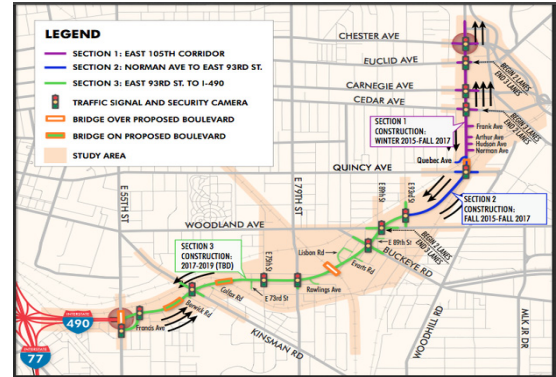 LEGEND
SECTION 1: EAST 105TH CORRIDOR
SECTION 2: NORMAN AVE TO EAST 93RD ST.
SECTION 3: EAST 93RD ST. TO I-490
TRAFFIC SIGNAL AND SECURITY CAMERA
BRIDGE OVER PROPOSED BOULEVARD
BRIDGE ON PROPOSED BOULEVARD
STUDY AREA
CHESTER AVE
EUCLID AVE
BEGIN 2 LANES
END 3 LANES
CARNEGIE AVE
CEDAR AVE
BEGIN 3 LANES
END 2 LANES
SECTION 1
CONSTRUCTION:
WINTER 2015-FALL 2017
Frank Ave
Arthur Ave
Hudson Ave
Norman Ave
Quebec Ave
QUINCY AVE
E 55TH ST
E 79TH ST
E 89th St
E 93rd St
SECTION 2
CONSTRUCTION:
FALL 2015-FALL 2017
WOODLAND AVE
BEGIN 2 LANES
END 3 LANES
SECTION 3
CONSTRUCTION:
2017-2019 (TBD)
E 75th St
Lisbon Rd
E 89th St
BUCKEYE RD
Evarts Rd
Rawlings Ave
E 73rd St
Colfax Rd
Berwick Rd
Francis Ave
KINSMAN RD
WOODHILL RD
MLK JR DR
INTERSTATE
490
INTERSTATE
77